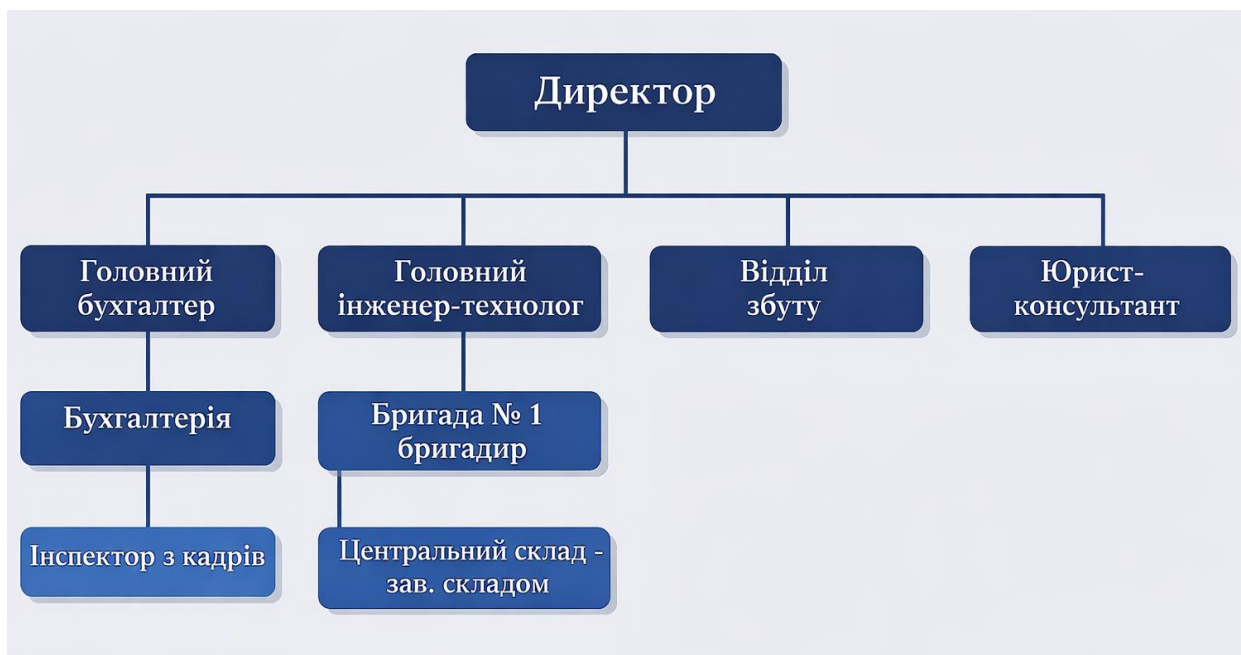 Директор
Головний
бухгалтер
Головний
інженер-технолог
Відділ
збуту
Юрист-
консультант
Бухгалтерія
Бригада № 1
бригадир
Інспектор з кадрів
Центральний склад -
зав. складом